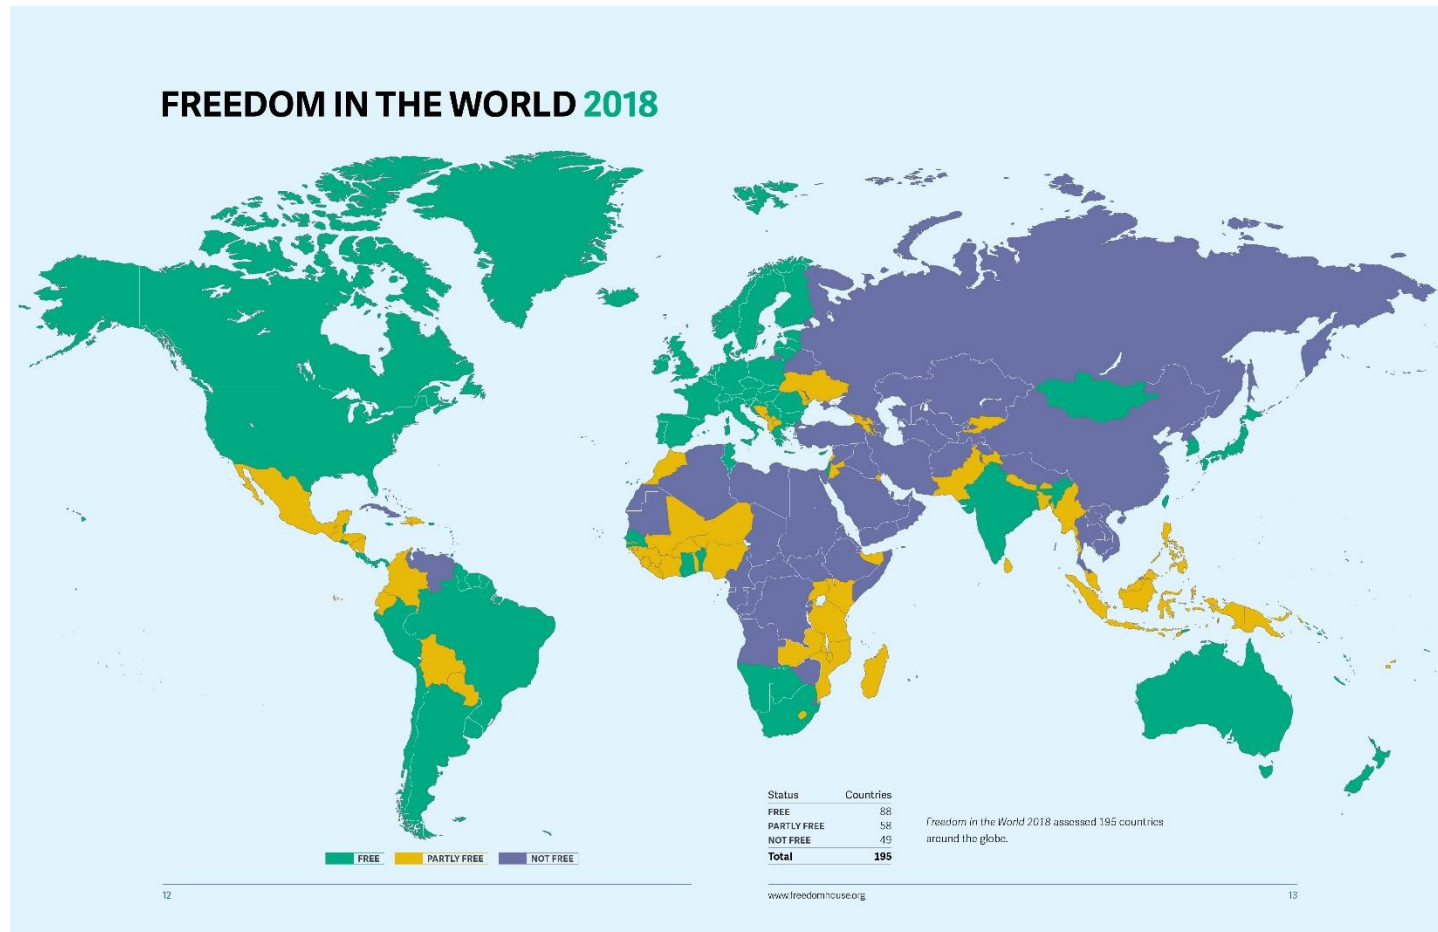 FREEDOM IN THE WORLD 2018
Status Countries
FREE 88
PARTLY FREE 58
NOT FREE 49
Total 195
Freedom in the World 2018 assessed 195 countries
around the globe.
FREE PARTLY FREE NOT FREE
12
www.freedomhouse.org 13